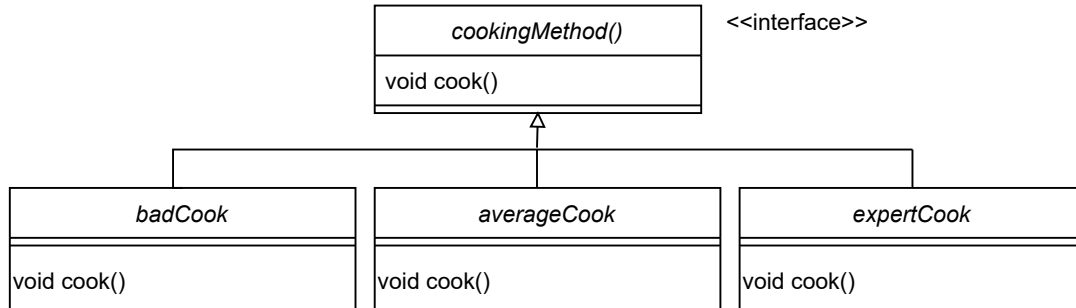 cookingMethod()
<<interface>>
void cook()
badCook
averageCook
expertCook
void cook()
void cook()
void cook()